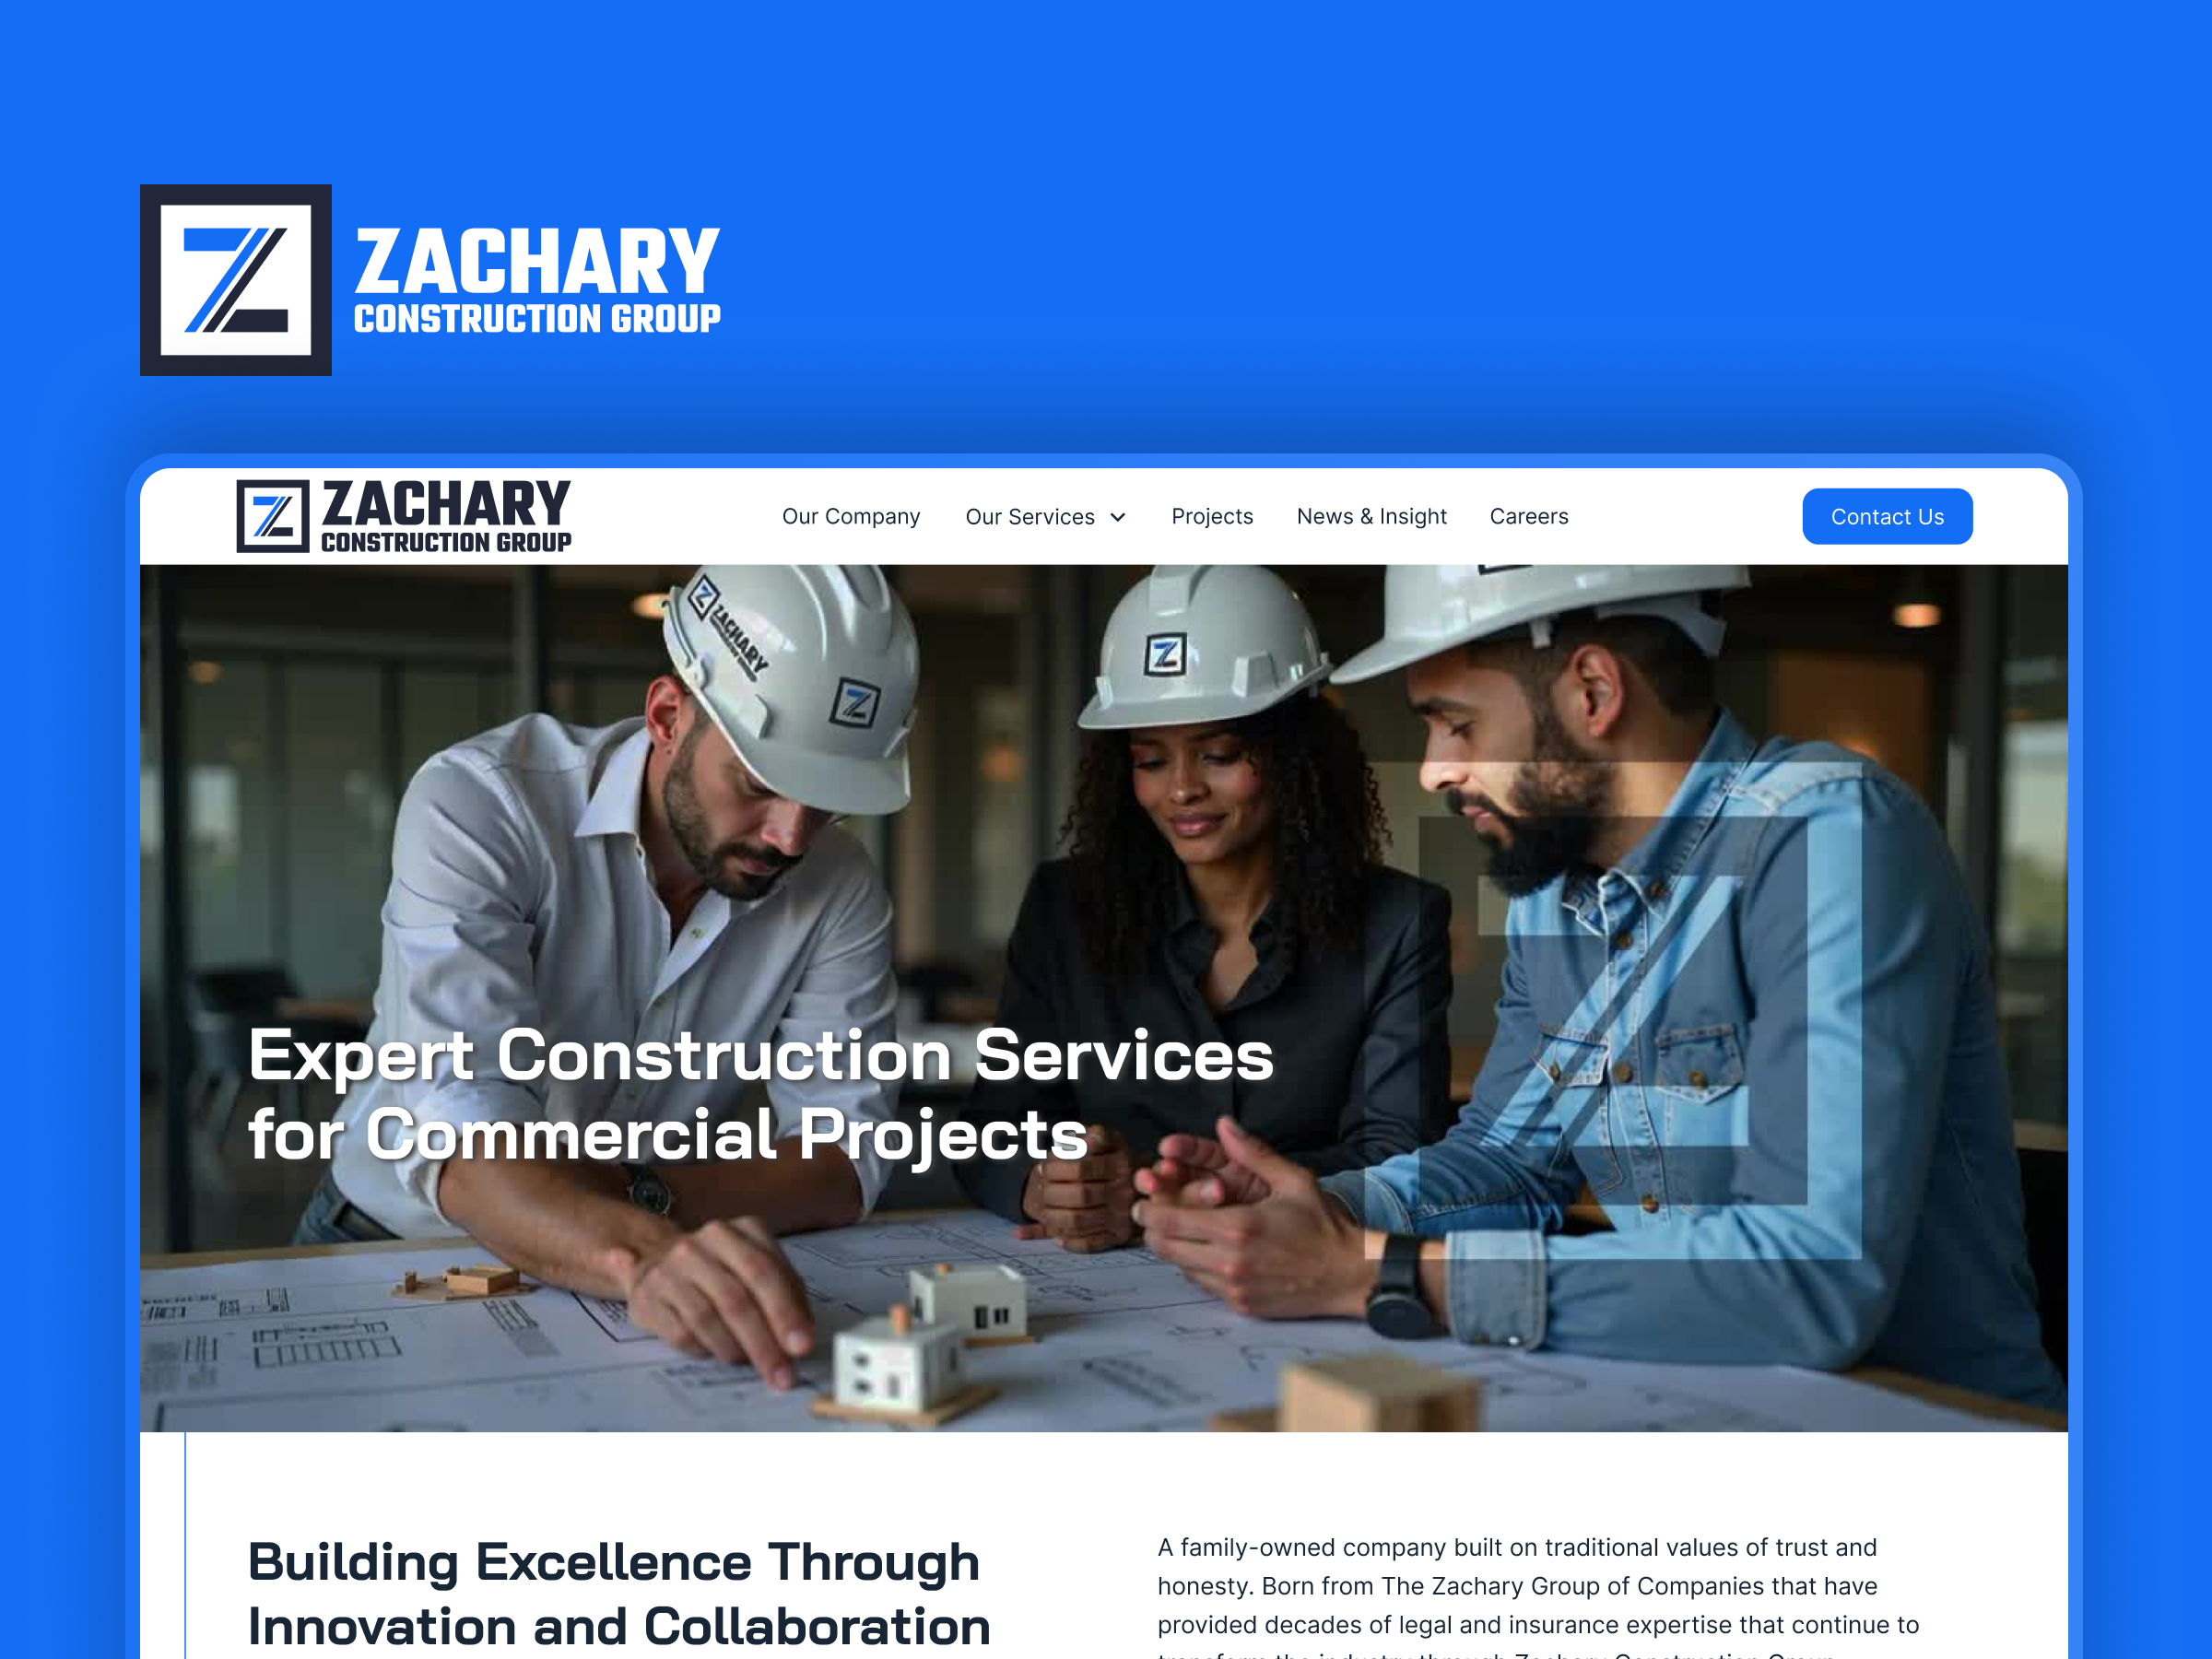 ZACHARY
CONSTRUCTION GROUP
ZACHARY
CONSTRUCTION GROUP
Our Company
Our Services
Projects
News & Insight
Careers
Contact Us
ZACHARY
Expert Construction Services
for Commercial Projects
Building Excellence Through
Innovation and Collaboration
A family-owned company built on traditional values of trust and
honesty. Born from The Zachary Group of Companies that have
provided decades of legal and insurance expertise that continue to